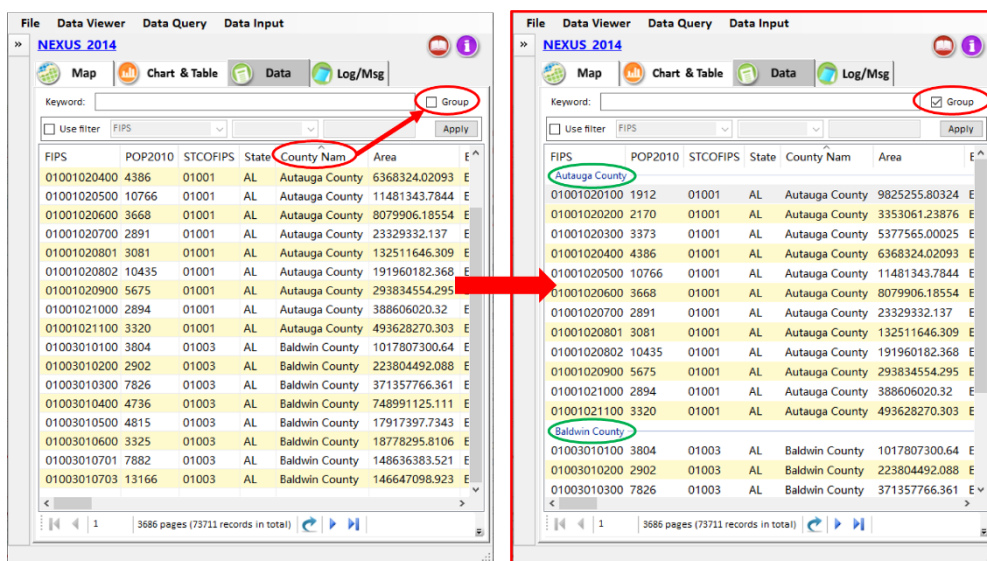 File Data Viewer Data Query Data Input
» NEXUS 2014
Map Chart & Table Data Log/Msg
Keyword: Group
Use filter FIPS Apply
FIPS POP2010 STCOFIPS State County Nam Area E
01001020400 4386 01001 AL Autauga County 6368324.02093 E
01001020500 10766 01001 AL Autauga County 11481343.7844 E
01001020600 3668 01001 AL Autauga County 8079906.18554 E
01001020700 2891 01001 AL Autauga County 23329332.137 E
01001020801 3081 01001 AL Autauga County 132511646.309 E
01001020802 10435 01001 AL Autauga County 191960182.368 E
01001020900 5675 01001 AL Autauga County 293834554.295
01001021000 2894 01001 AL Autauga County 388606020.32 E
01001021100 3320 01001 AL Autauga County 493628270.303 E
01003010100 3804 01003 AL Baldwin County 1017807300.64 E
01003010200 2902 01003 AL Baldwin County 223804492.088 E
01003010300 7826 01003 AL Baldwin County 371357766.361 E
01003010400 4736 01003 AL Baldwin County 748991125.111 E
01003010500 4815 01003 AL Baldwin County 17917397.7343 E
01003010600 3325 01003 AL Baldwin County 18778295.8106 E
01003010701 7882 01003 AL Baldwin County 148636383.521 E
01003010703 13166 01003 AL Baldwin County 146647098.923 E
1 3686 pages (73711 records in total)
File Data Viewer Data Query Data Input
» NEXUS 2014
Map Chart & Table Data Log/Msg
Keyword: Group
Use filter FIPS Apply
FIPS POP2010 STCOFIPS State County Nam Area E
Autauga County
01001020100 1912 01001 AL Autauga County 9825255.80324 E
01001020200 2170 01001 AL Autauga County 3353061.23876 E
01001020300 3373 01001 AL Autauga County 5377565.00025 E
01001020400 4386 01001 AL Autauga County 6368324.02093 E
01001020500 10766 01001 AL Autauga County 11481343.7844 E
01001020600 3668 01001 AL Autauga County 8079906.18554 E
01001020700 2891 01001 AL Autauga County 23329332.137 E
01001020801 3081 01001 AL Autauga County 132511646.309 E
01001020802 10435 01001 AL Autauga County 191960182.368 E
01001020900 5675 01001 AL Autauga County 293834554.295 E
01001021000 2894 01001 AL Autauga County 388606020.32 E
01001021100 3320 01001 AL Autauga County 493628270.303 E
Baldwin County
01003010100 3804 01003 AL Baldwin County 1017807300.64 E
01003010200 2902 01003 AL Baldwin County 223804492.088 E
01003010300 7826 01003 AL Baldwin County 371357766.361 E
1 3686 pages (73711 records in total)